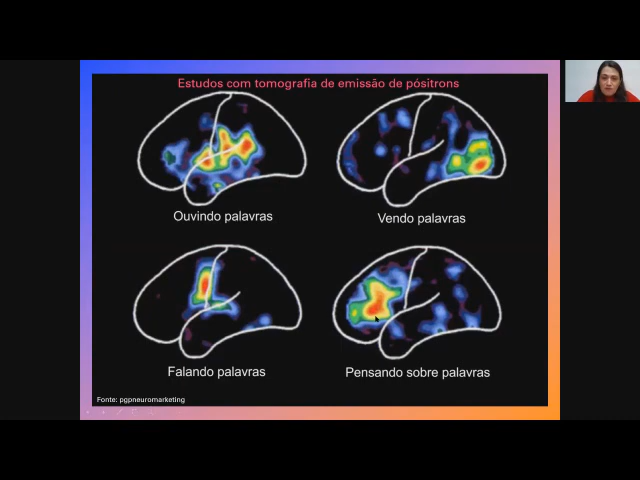 Estudos com tomografia de emissão de pósitrons
Ouvindo palavras
Vendo palavras
Falando palavras
Pensando sobre palavras
Fonte: pgpneuromarketing